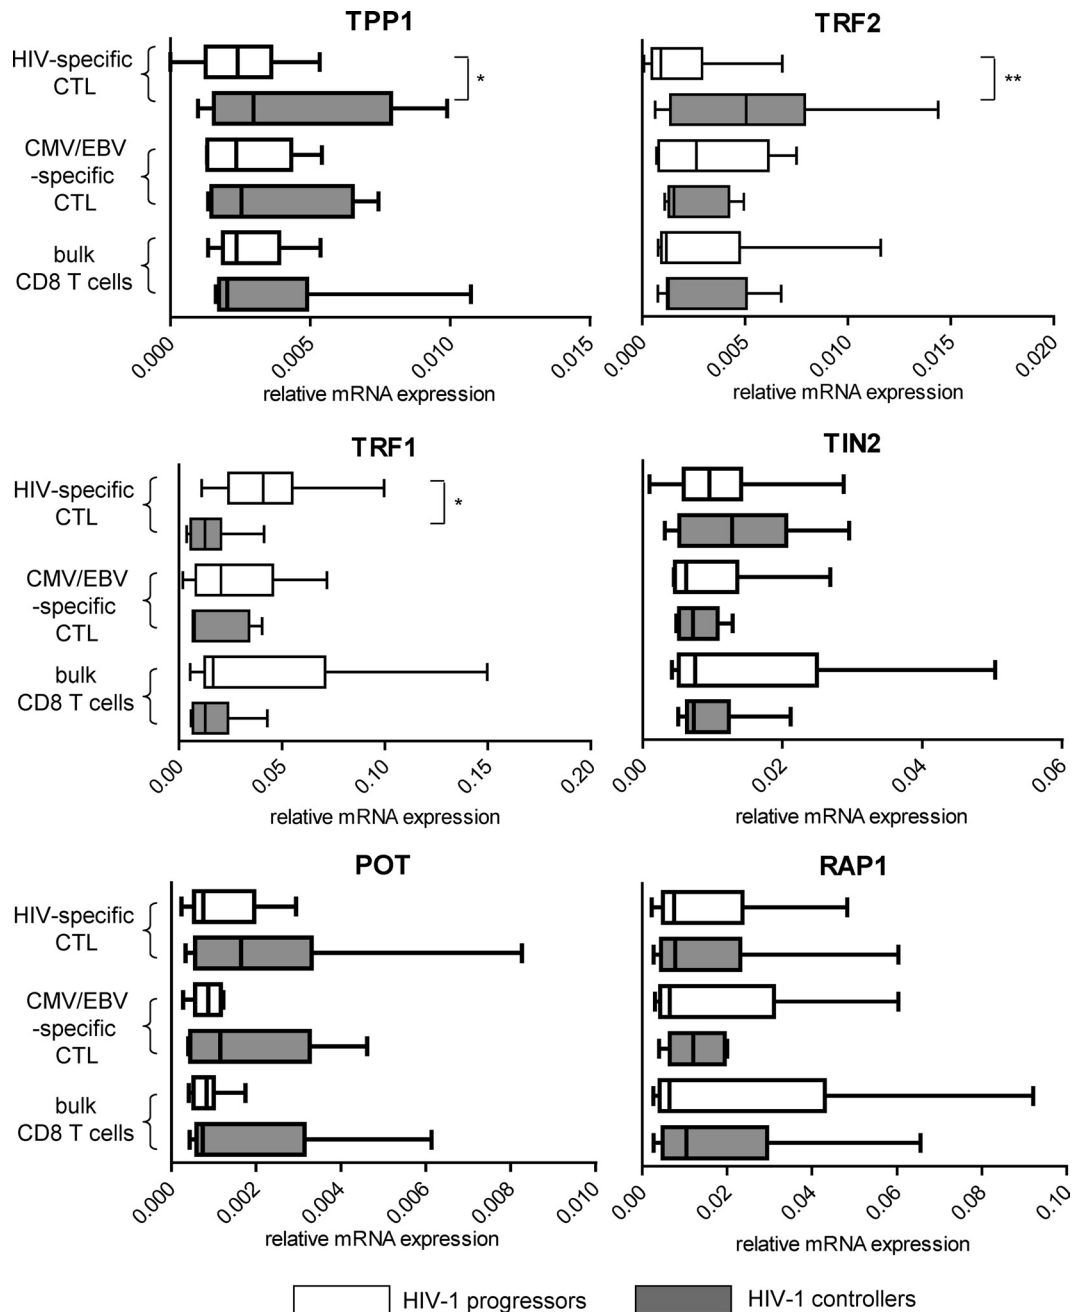 TPP1
HIV-specific
CTL
*
CMV/EBV
-specific
CTL
bulk
CD8 T cells
0.000
0.005
0.010
0.015
relative mRNA expression
TRF2
**
0.000
0.005
0.010
0.015
0.020
relative mRNA expression
TRF1
HIV-specific
CTL
*
CMV/EBV
-specific
CTL
bulk
CD8 T cells
0.00
0.05
0.10
0.15
0.20
relative mRNA expression
TIN2
0.00
0.02
0.04
0.06
relative mRNA expression
POT
HIV-specific
CTL
CMV/EBV
-specific
CTL
bulk
CD8 T cells
0.000
0.002
0.004
0.006
0.008
0.010
relative mRNA expression
RAP1
0.00
0.02
0.04
0.06
0.08
0.10
relative mRNA expression
HIV-1 progressors
HIV-1 controllers